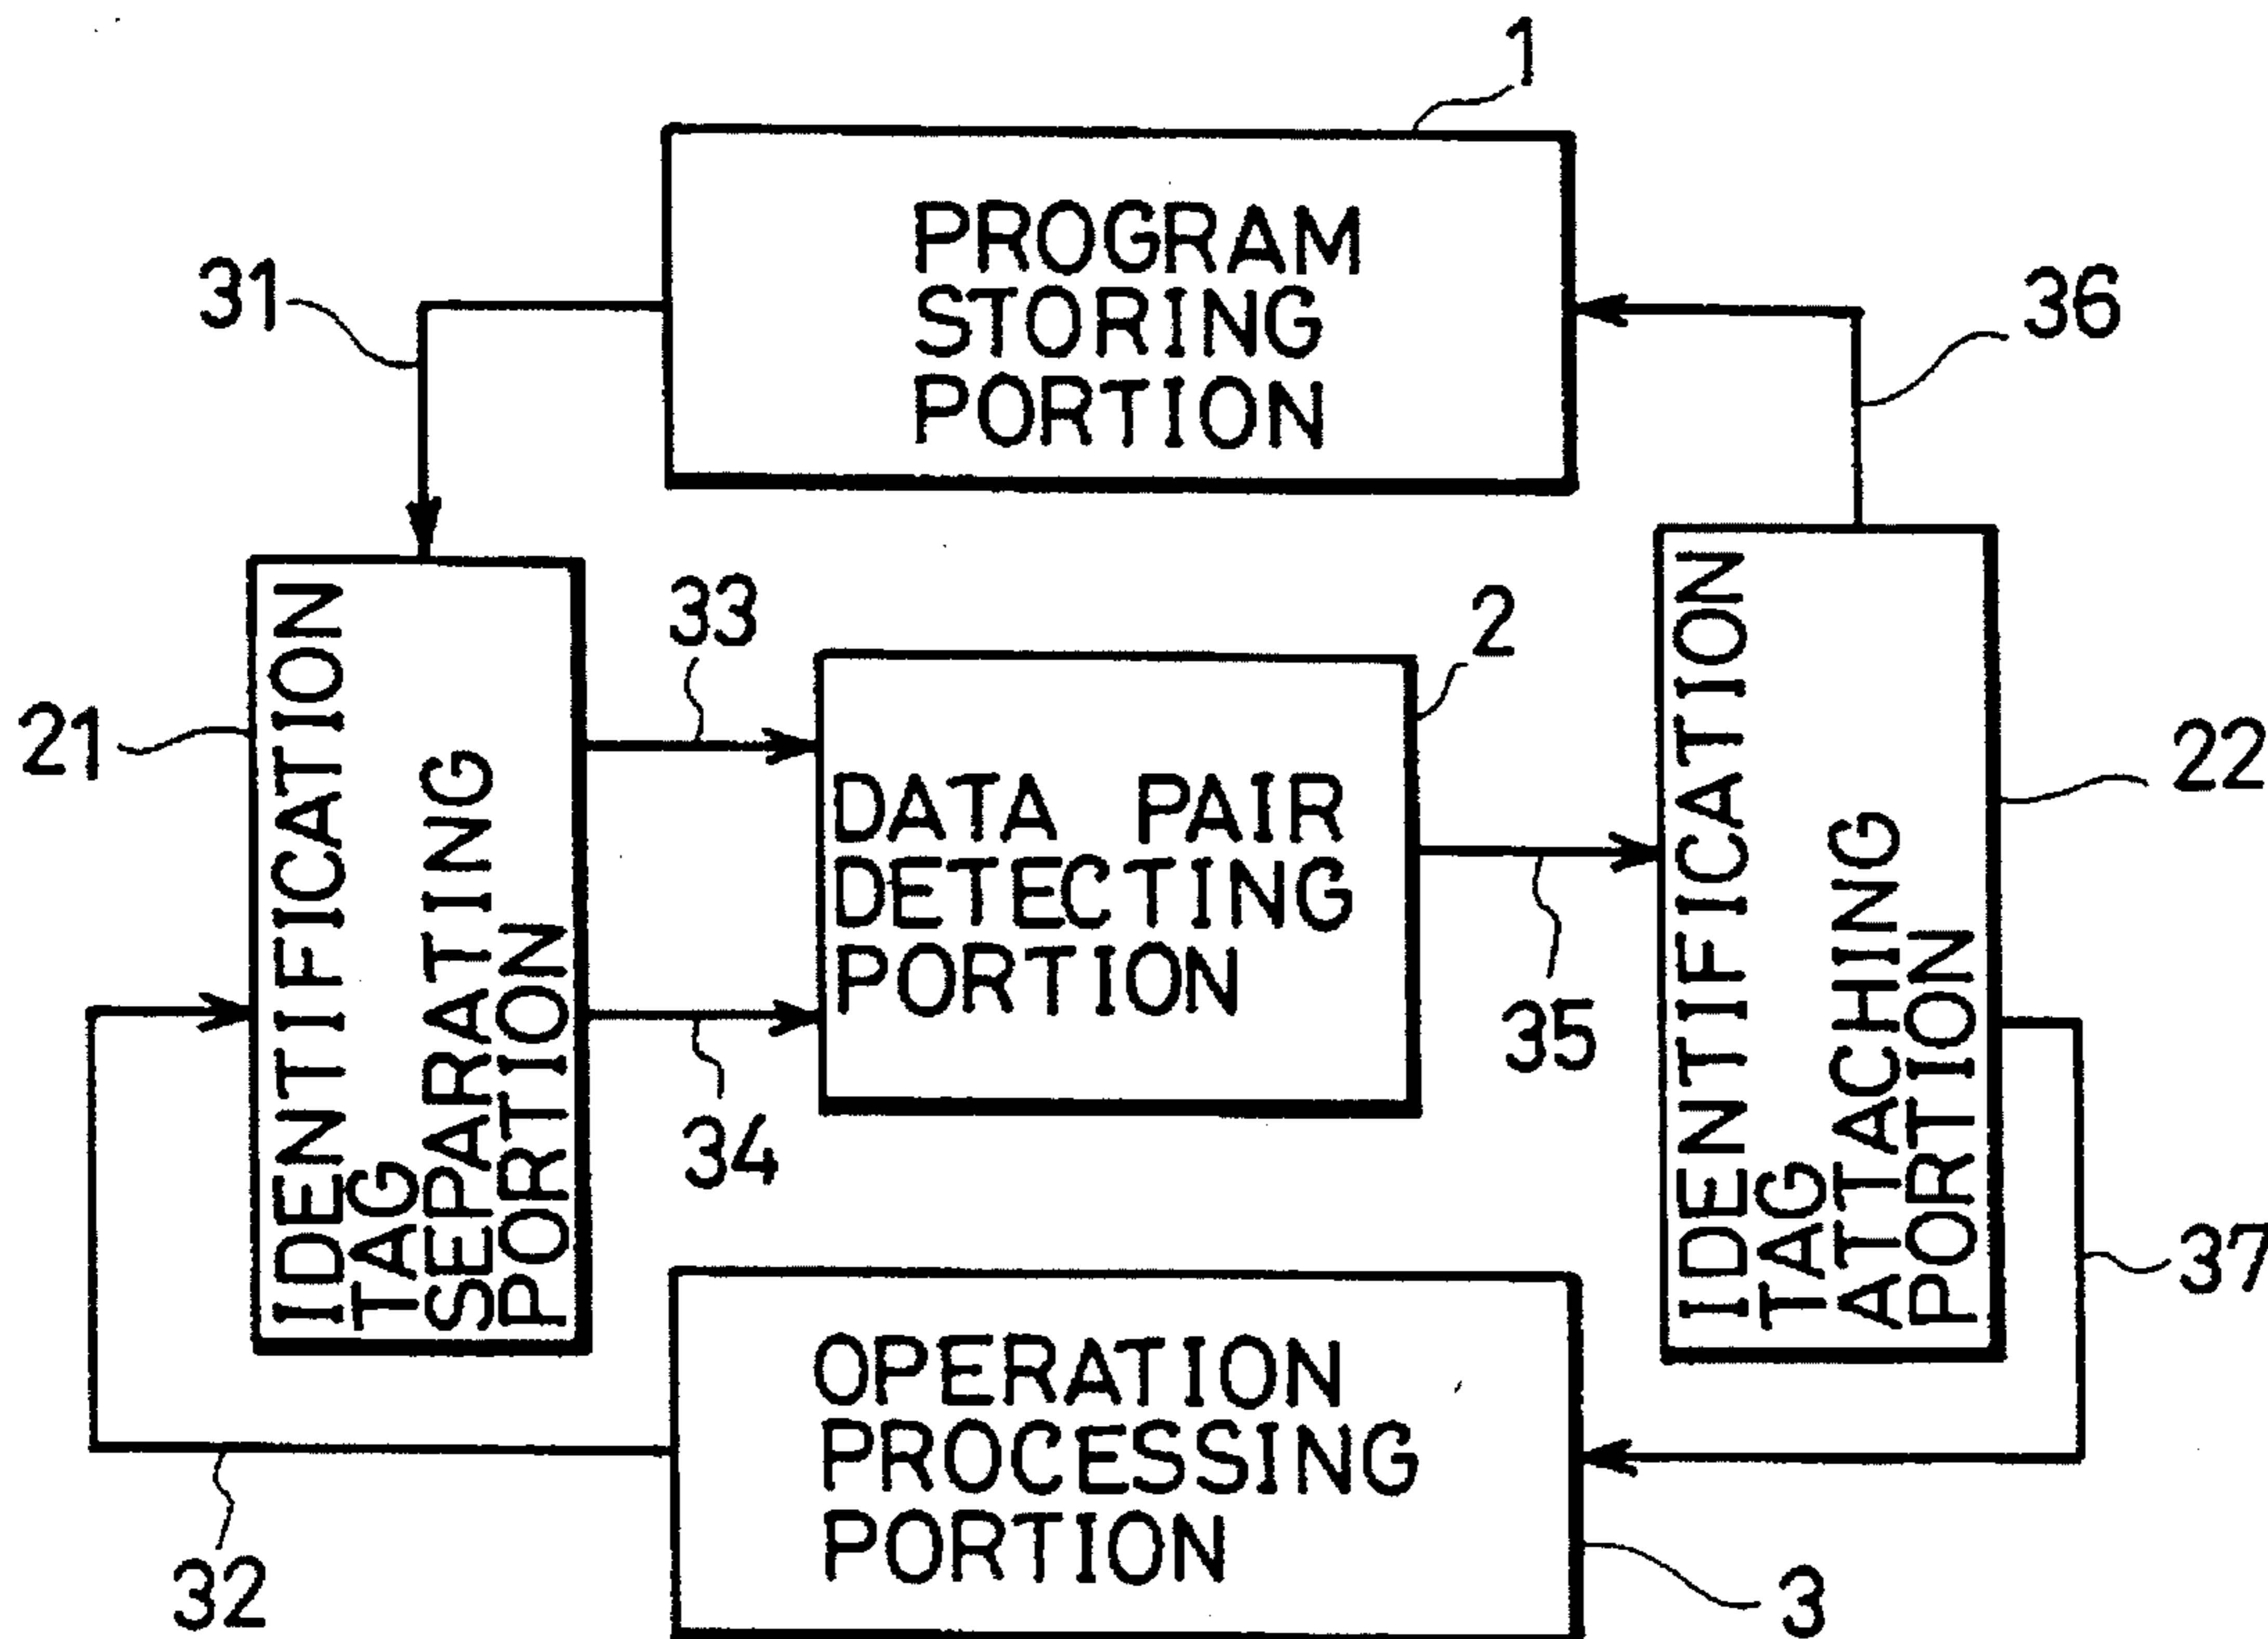 1
PROGRAM
STORING
PORTION
31
36
33
2
21
IDENTIFICATION
TAG
SEPARATING
PORTION
DATA PAIR
DETECTING
PORTION
IDENTIFICATION
TAG
ATTACHING
PORTION
22
34
35
37
OPERATION
PROCESSING
PORTION
32
3